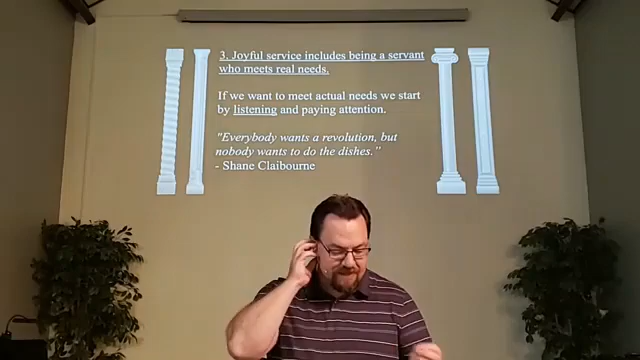 3. Joyful service includes being a servant
who meets real needs.
If we want to meet actual needs we start
by listening and paying attention.
"Everybody wants a revolution, but
nobody wants to do the dishes."
- Shane Claibourne